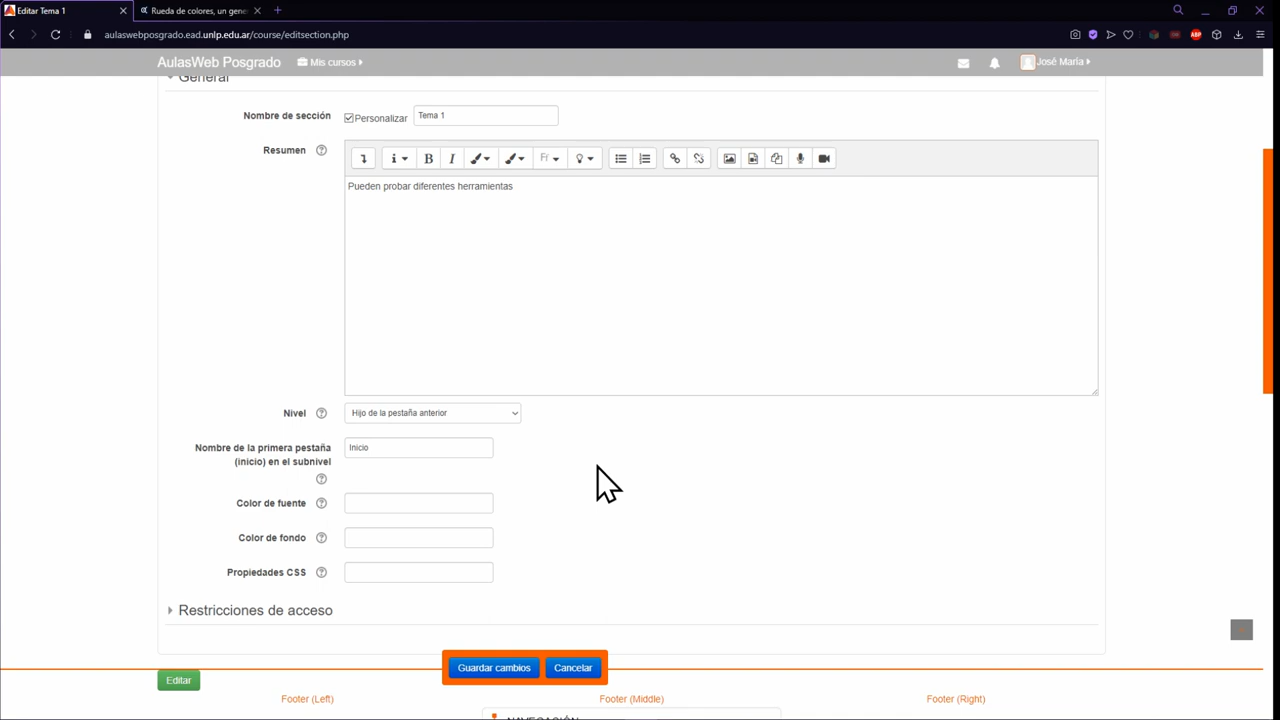 Editar Tema 1
Rueda de colores, un gene
aulaswebposgrado.ead.unlp.edu.ar/course/editsection.php
AulasWeb Posgrado
Mis cursos
José María
General
Nombre de sección
Personalizar
Tema 1
Resumen
Pueden probar diferentes herramientas
Nivel
Hijo de la pestaña anterior
Nombre de la primera pestaña
(inicio) en el subnivel
Inicio
Color de fuente
Color de fondo
Propiedades CSS
Restricciones de acceso
Guardar cambios
Cancelar
Editar
Footer (Left)
Footer (Middle)
Footer (Right)
NAVEGACIÓN